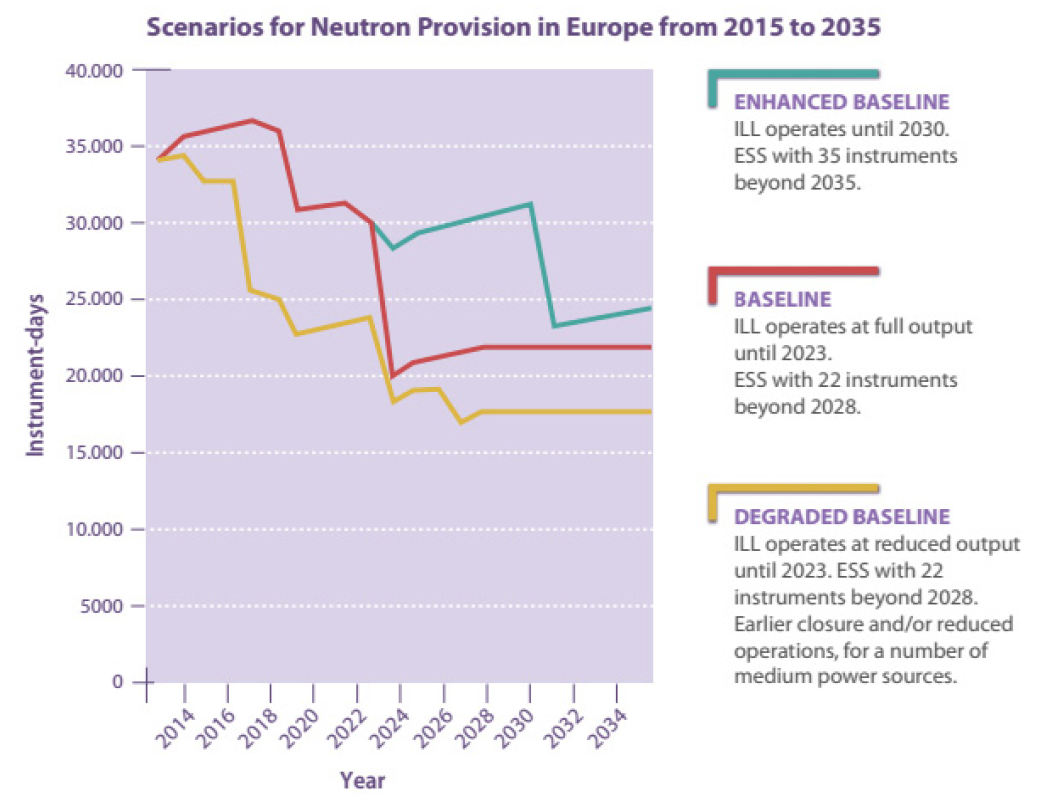 Scenarios for Neutron Provision in Europe from 2015 to 2035
40.000
35.000
30.000
25.000
20.000
15.000
10.000
5000
0
Instrument-days
2014
2016
2018
2020
2022
2024
2026
2028
2030
2032
2034
Year
ENHANCED BASELINE
ILL operates until 2030.
ESS with 35 instruments
beyond 2035.
BASELINE
ILL operates at full output
until 2023.
ESS with 22 instruments
beyond 2028.
DEGRADED BASELINE
ILL operates at reduced output
until 2023. ESS with 22
instruments beyond 2028.
Earlier closure and/or reduced
operations, for a number of
medium power sources.